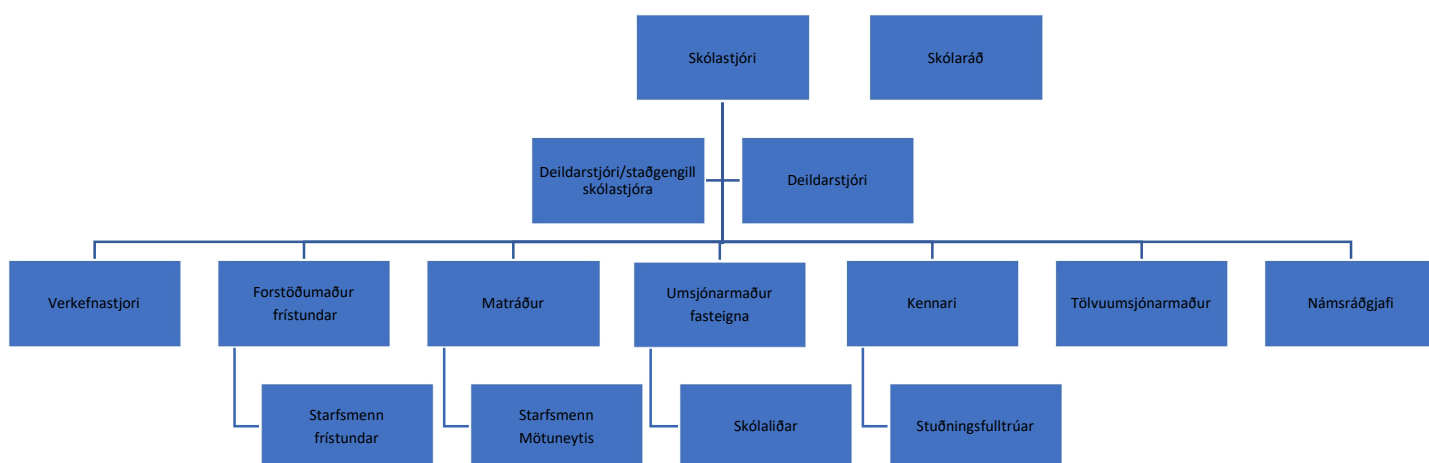 Skólastjóri
Skólaráð
Deildarstjóri/staðgengill
skólastjóra
Deildarstjóri
Verkefnastjori
Forstöðumaður
frístundar
Matráður
Umsjónarmaður
fasteigna
Kennari
Tölvuumsjónarmaður
Námsráðgjafi
Starfsmenn
frístundar
Starfsmenn
Mötuneytis
Skólaliðar
Stuðningsfulltrúar